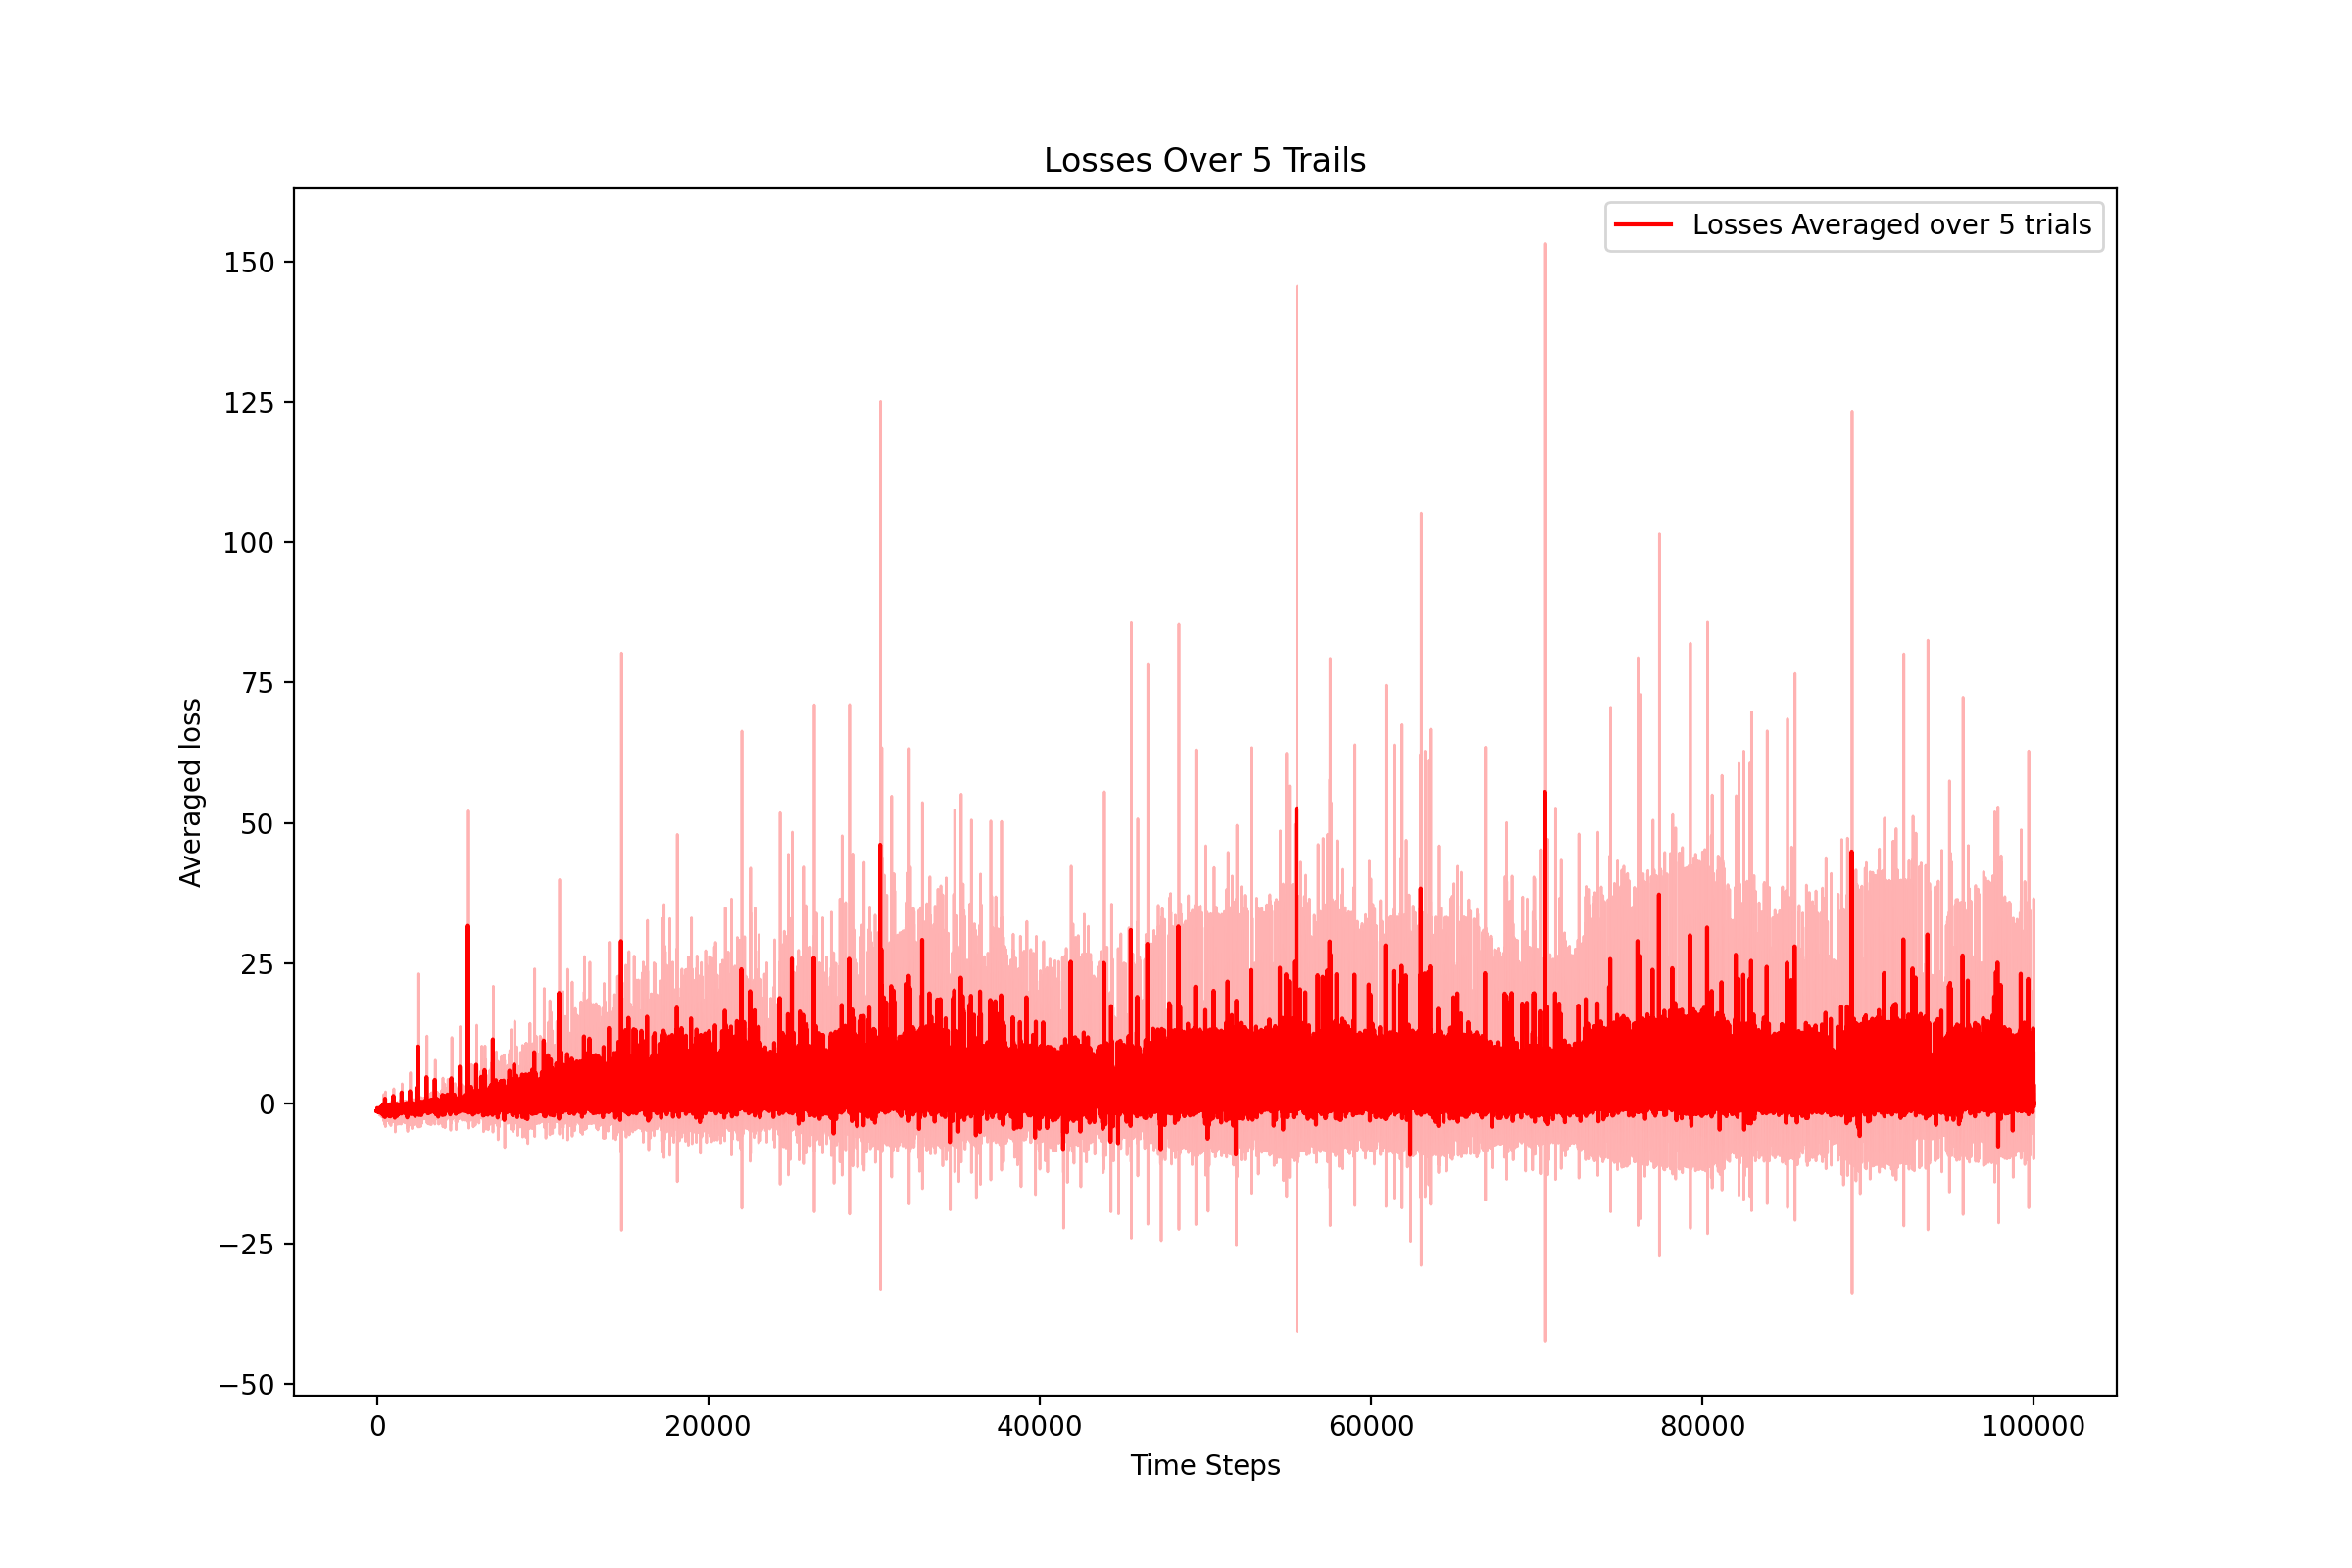 Losses Over 5 Trails
Losses Averaged over 5 trials
150
125
100
75
50
25
0
−25
−50
Averaged loss
0 20000 40000 60000 80000 100000
Time Steps